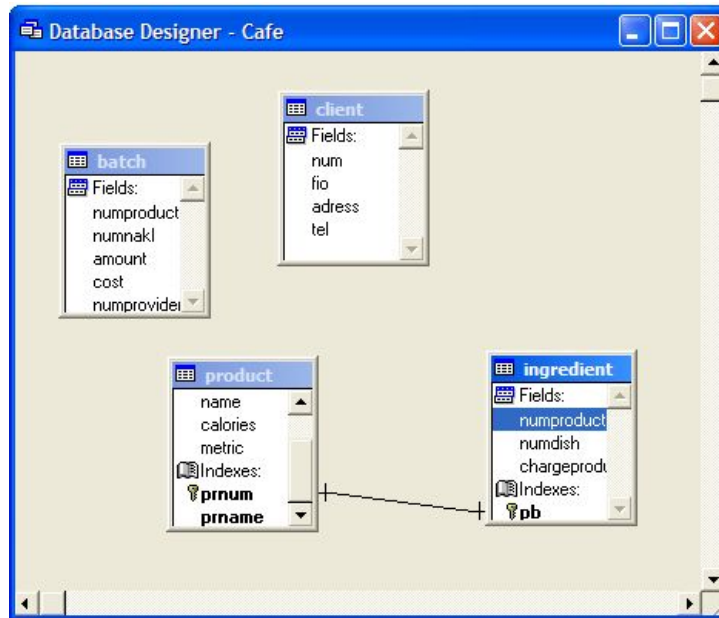 Database Designer - Cafe
client
Fields:
num
fio
adress
tel
batch
Fields:
numproduct
numnakl
amount
cost
numprovider
product
name
calories
metric
Indexes:
prnum
prname
ingredient
Fields:
numproduct
numdish
chargeprodu
Indexes:
pb